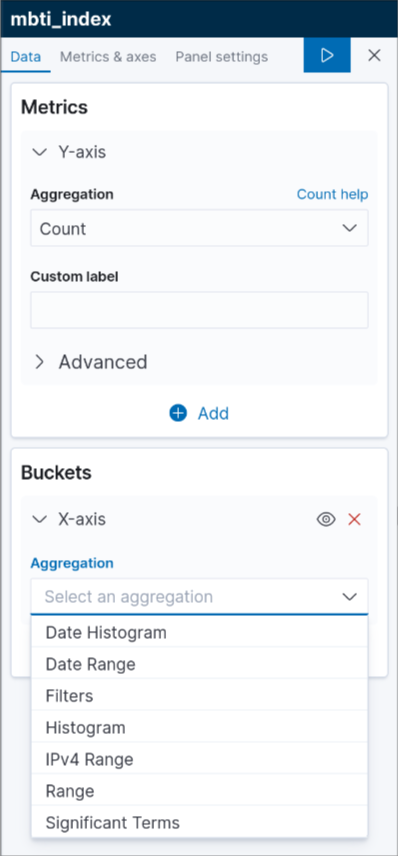 mbti_index
Data Metrics & axes Panel settings
Metrics
Y-axis
Aggregation Count help
Count
Custom label
Advanced
Add
Buckets
X-axis
Aggregation
Select an aggregation
Date Histogram
Date Range
Filters
Histogram
IPv4 Range
Range
Significant Terms